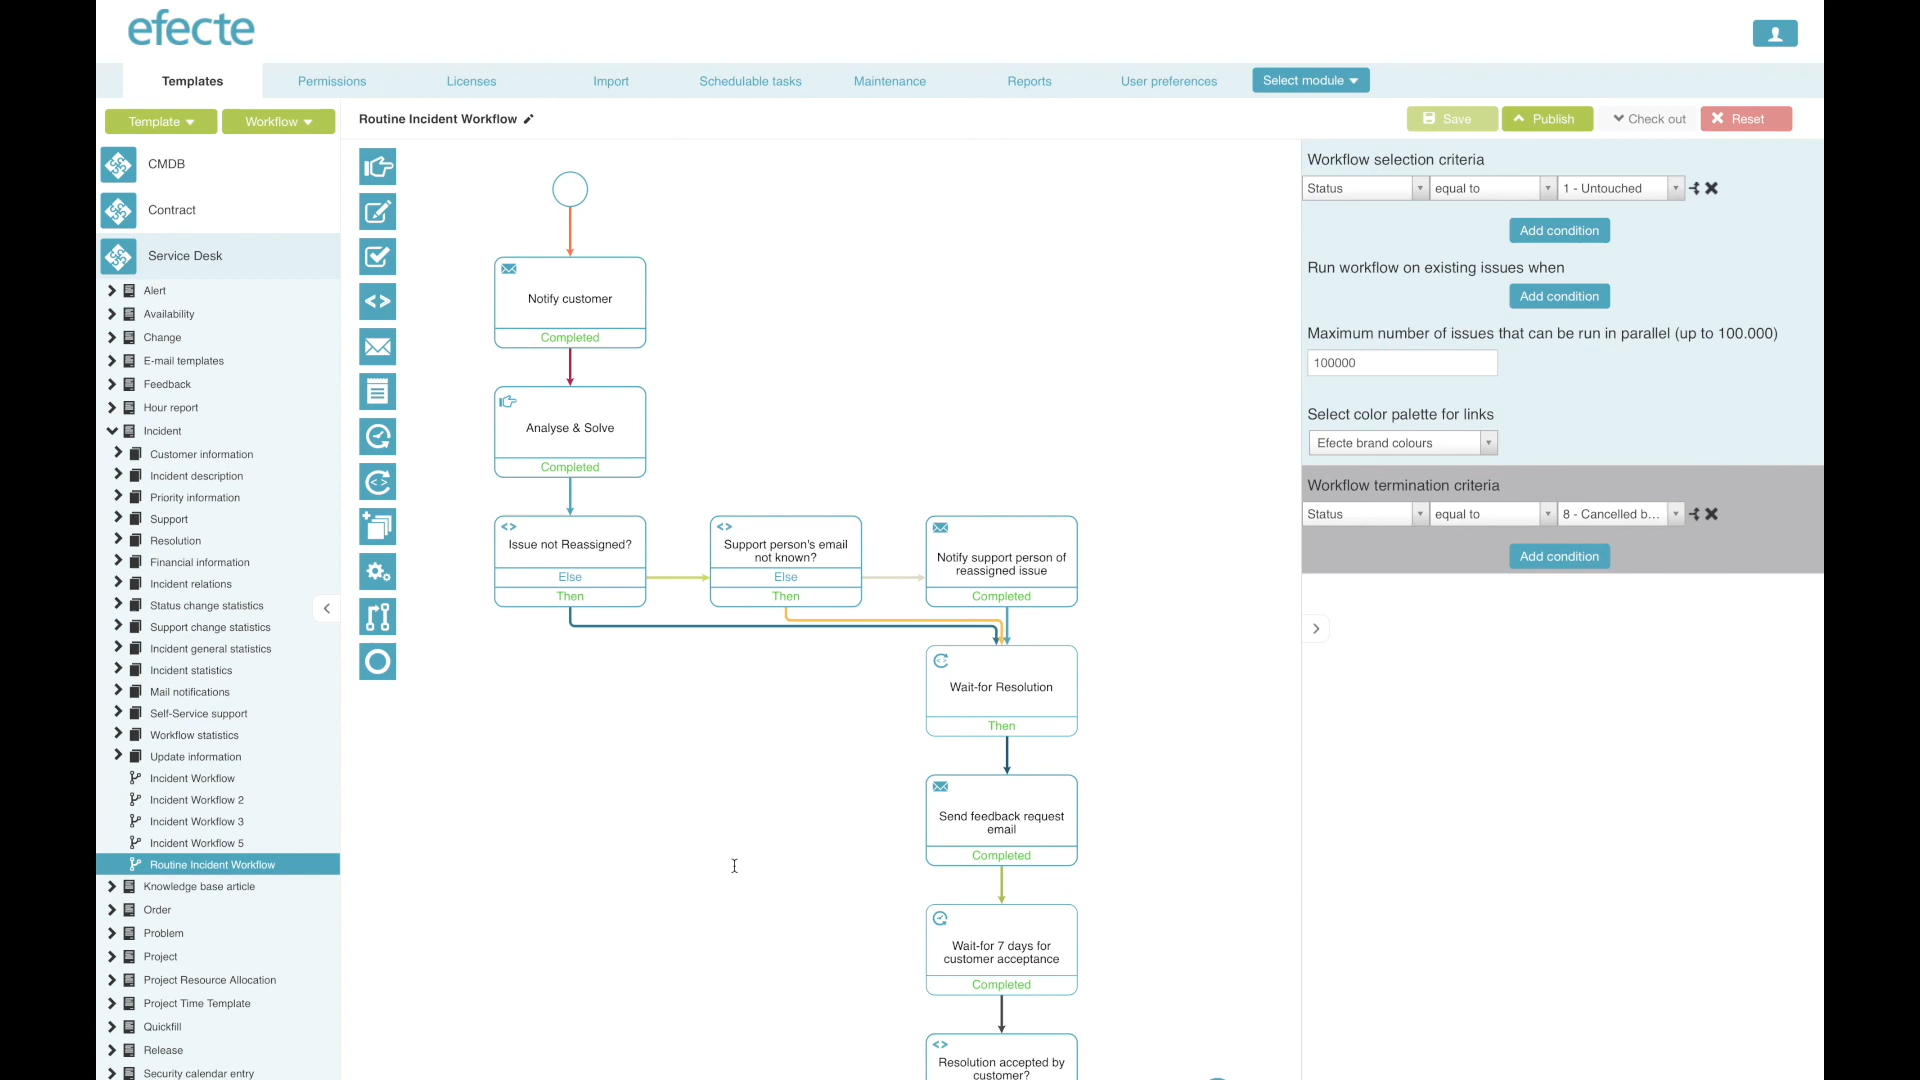 efecte
Templates
Permissions
Licenses
Import
Schedulable tasks
Maintenance
Reports
User preferences
Select module
Template
Workflow
Routine Incident Workflow
Save
Publish
Check out
Reset
CMDB
Contract
Service Desk
Alert
Availability
Change
E-mail templates
Feedback
Hour report
Incident
Customer information
Incident description
Priority information
Support
Resolution
Financial information
Incident relations
Status change statistics
Support change statistics
Incident general statistics
Incident statistics
Mail notifications
Self-Service support
Workflow statistics
Update information
Incident Workflow
Incident Workflow 2
Incident Workflow 3
Incident Workflow 5
Routine Incident Workflow
Knowledge base article
Order
Problem
Project
Project Resource Allocation
Project Time Template
Quickfill
Release
Security calendar entry
Notify customer
Completed
Analyse & Solve
Completed
Issue not Reassigned?
Else
Then
Support person's email
not known?
Else
Then
Notify support person of
reassigned issue
Completed
Wait-for Resolution
Then
Send feedback request
email
Completed
Wait-for 7 days for
customer acceptance
Completed
Resolution accepted by
customer?
Workflow selection criteria
Status
equal to
1 - Untouched
Add condition
Run workflow on existing issues when
Add condition
Maximum number of issues that can be run in parallel (up to 100.000)
100000
Select color palette for links
Efecte brand colours
Workflow termination criteria
Status
equal to
8 - Cancelled b...
Add condition